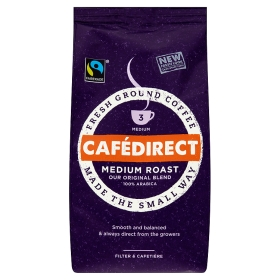 FAIRTRADE
NEW
FRESH GROUND COFFEE
3
MEDIUM
CAFÉDIRECT
MEDIUM ROAST
OUR ORIGINAL BLEND
100% ARABICA
MADE THE SMALL WAY
Smooth and balanced
& always direct from the growers
FILTER & CAFETIÈRE